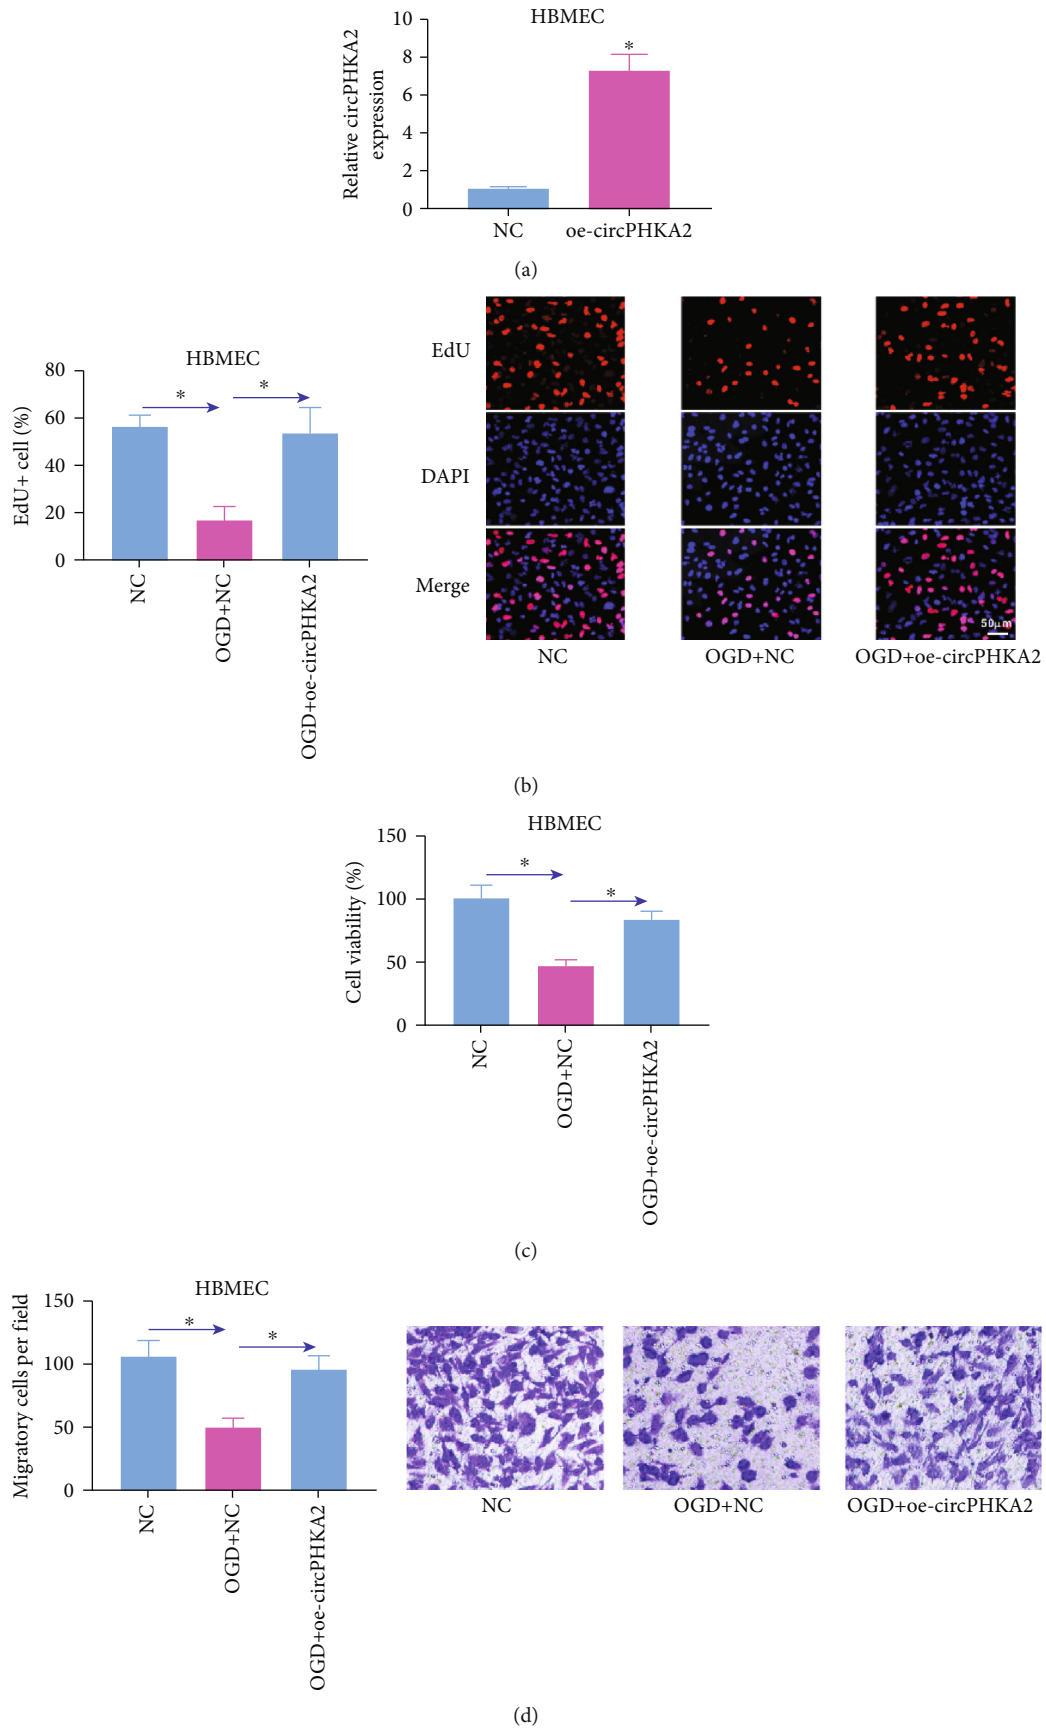 HBMEC
Relative circPHKA2
expression
10
8
6
4
2
0
*
NC
oe-circPHKA2
(a)
HBMEC
EdU+ cell (%)
80
60
40
20
0
*
*
NC
OGD+NC
OGD+oe-circPHKA2
EdU
DAPI
Merge
50μm
NC
OGD+NC
OGD+oe-circPHKA2
(b)
HBMEC
Cell viability (%)
150
100
50
0
*
*
NC
OGD+NC
OGD+oe-circPHKA2
(c)
HBMEC
Migratory cells per field
150
100
50
0
*
*
NC
OGD+NC
OGD+oe-circPHKA2
NC
OGD+NC
OGD+oe-circPHKA2
(d)